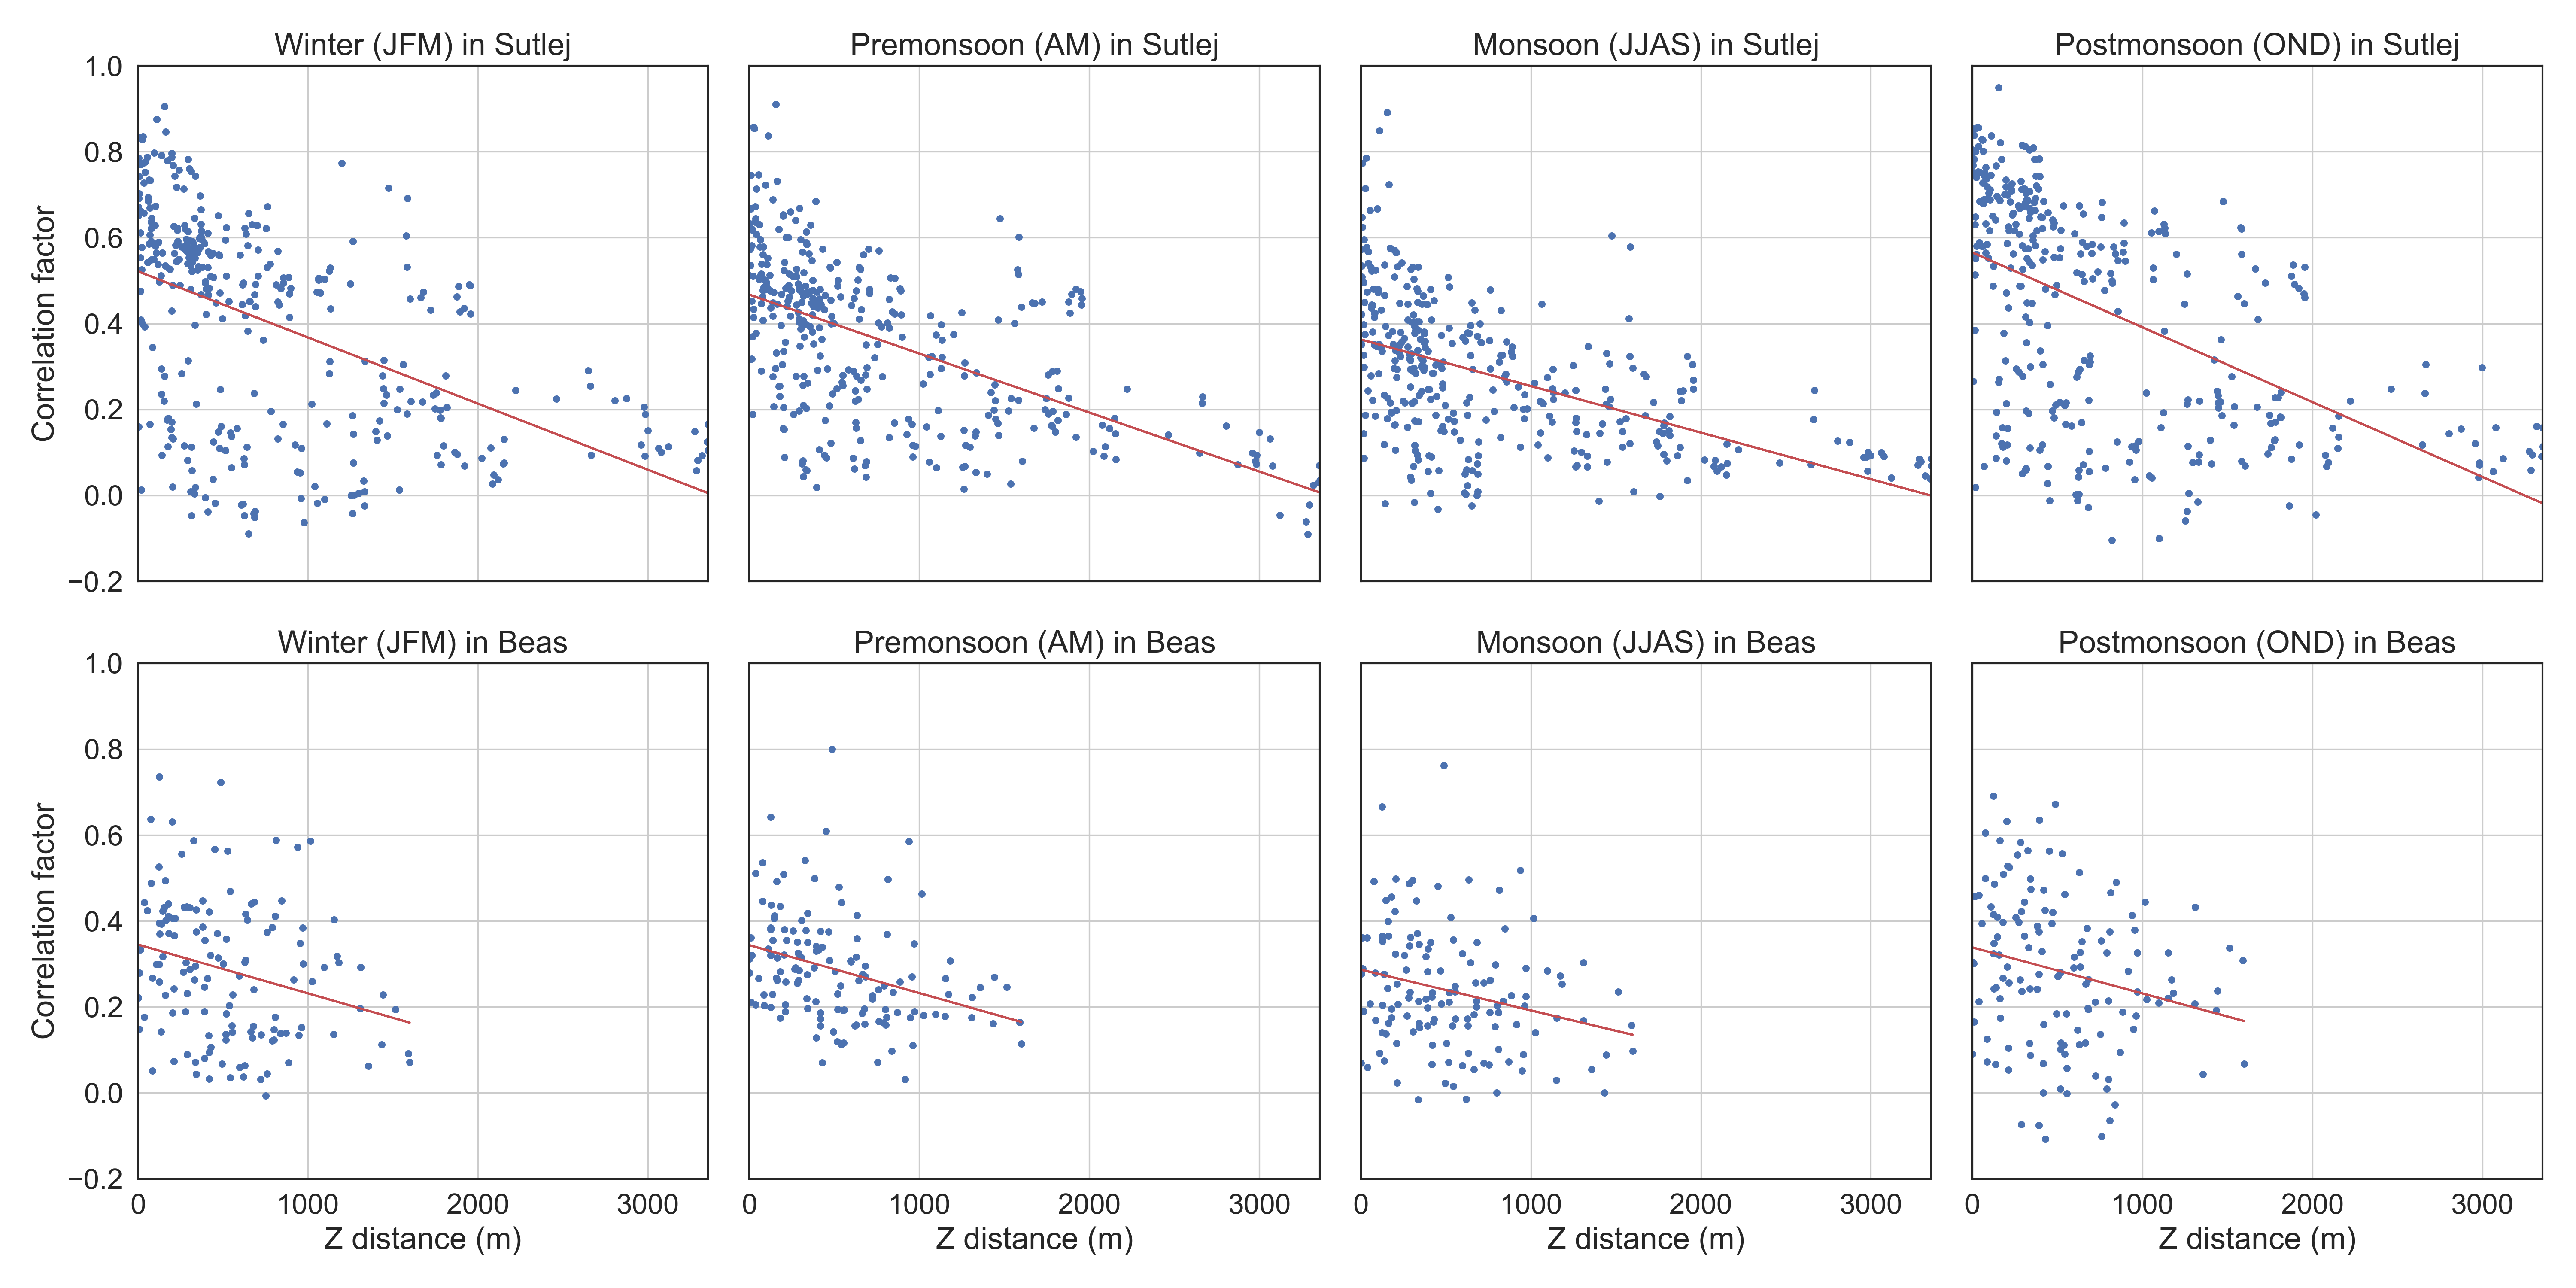 Winter (JFM) in Sutlej
Premonsoon (AM) in Sutlej
Monsoon (JJAS) in Sutlej
Postmonsoon (OND) in Sutlej
1.0
0.8
0.6
0.4
0.2
0.0
−0.2
Correlation factor
Winter (JFM) in Beas
Premonsoon (AM) in Beas
Monsoon (JJAS) in Beas
Postmonsoon (OND) in Beas
1.0
0.8
0.6
0.4
0.2
0.0
−0.2
Correlation factor
0 1000 2000 3000
0 1000 2000 3000
0 1000 2000 3000
0 1000 2000 3000
Z distance (m)
Z distance (m)
Z distance (m)
Z distance (m)